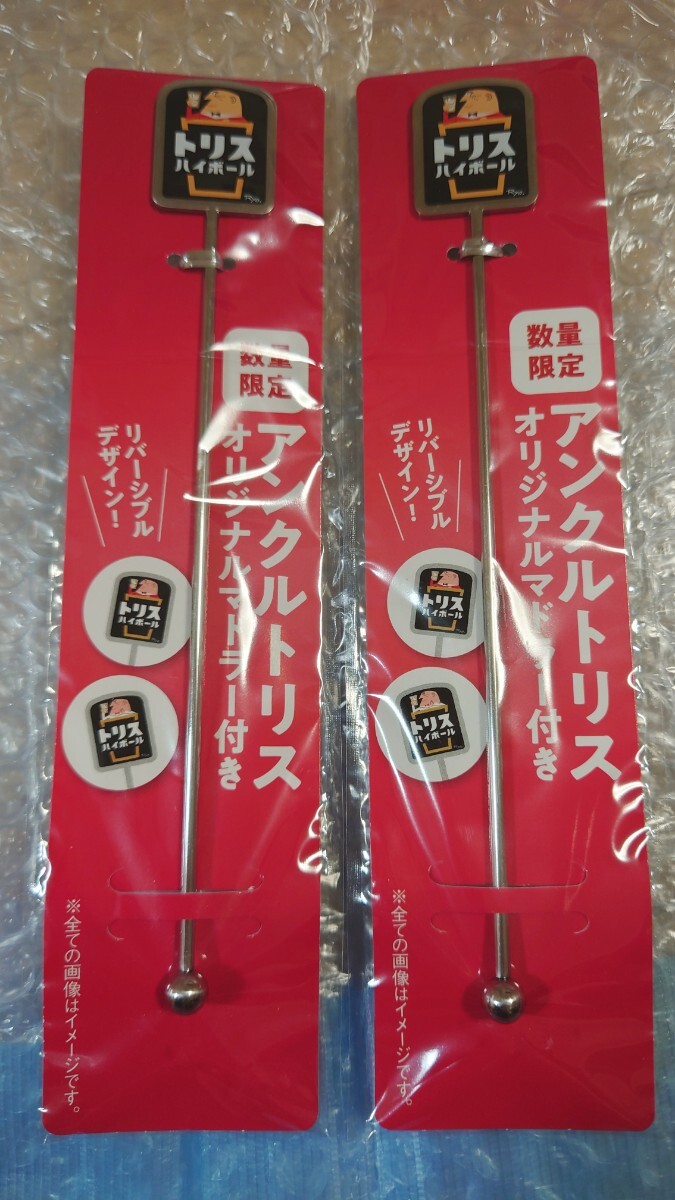 トリス
ハイボール
数量
限定
アンクルトリス
オリジナルマドラー付き
リバーシブル
デザイン!
トリス
ハイボール
トリス
ハイボール
※全ての画像はイメージです。
トリス
ハイボール
数量
限定
アンクルトリス
オリジナルマドラー付き
リバーシブル
デザイン!
トリス
ハイボール
トリス
ハイボール
※全ての画像はイメージです。